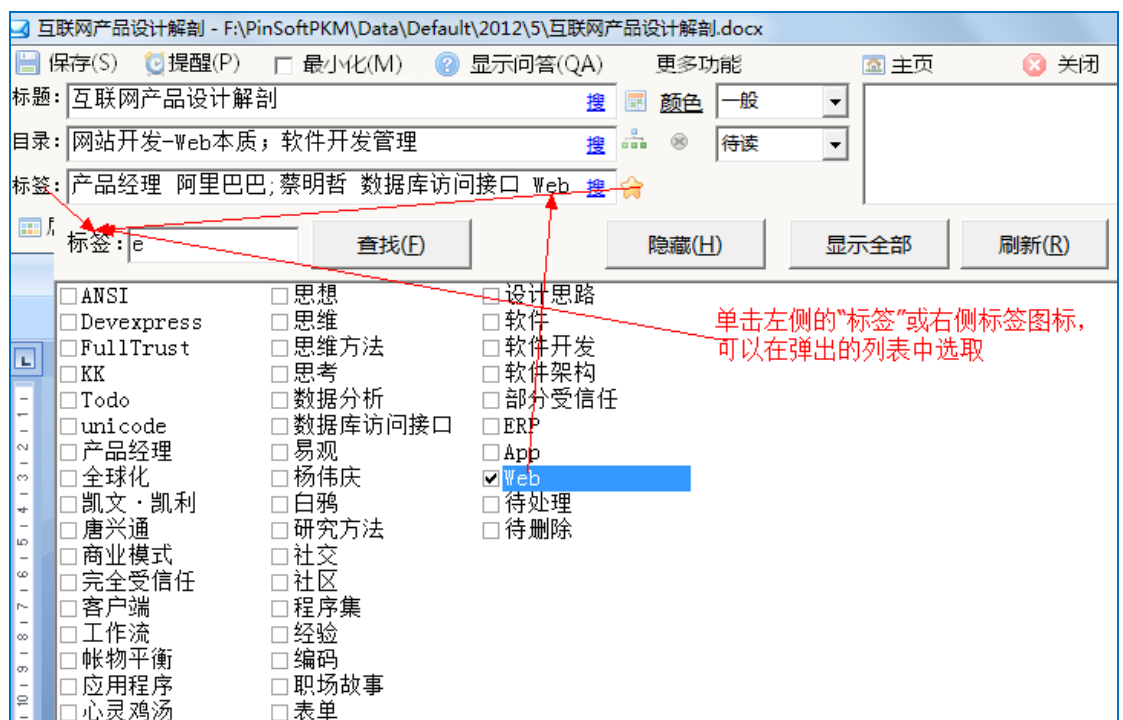 互联网产品设计解剖 - F:\PinSoftPKM\Data\Default\2012\5\互联网产品设计解剖.docx
保存(S) 提醒(P) 最小化(M) 显示问答(QA) 更多功能 主页 关闭
标题: 互联网产品设计解剖 搜 颜色 一般
目录: 网站开发-Web本质; 软件开发管理 搜 待读
标签: 产品经理 阿里巴巴;蔡明哲 数据库访问接口 Web 搜
标签: e 查找(F) 隐藏(H) 显示全部 刷新(R)
ANSI 思想 设计思路
Devexpress 思维 软件
FullTrust 思维方法 软件开发
KK 思考 软件架构
Todo 数据分析 部分受信任
unicode 数据库访问接口 ERP
产品经理 易观 App
全球化 杨伟庆 Web
凯文·凯利 白鸦 待处理
唐兴通 研究方法 待删除
商业模式 社交
完全受信任 社区
客户端 程序集
工作流 经验
帐物平衡 编码
应用程序 职场故事
心灵鸡汤 表单
单击左侧的“标签”或右侧标签图标,
可以在弹出的列表中选取
L
1
2
3
4
5
6
7
8
9
10